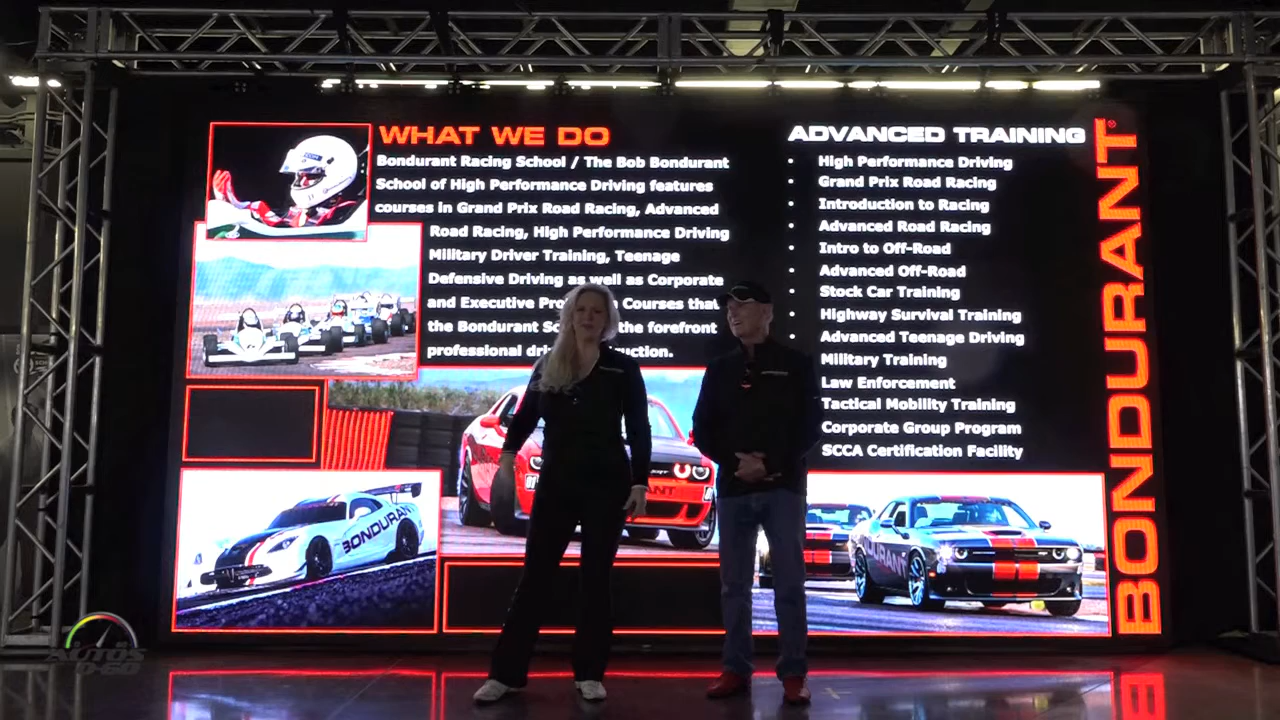 WHAT WE DO
Bondurant Racing School / The Bob Bondurant
School of High Performance Driving features
courses in Grand Prix Road Racing, Advanced
Road Racing, High Performance Driving
Military Driver Training, Teenage
Defensive Driving as well as Corporate
and Executive Courses that
the Bondurant the forefront
professional
ADVANCED TRAINING
• High Performance Driving
• Grand Prix Road Racing
• Introduction to Racing
• Advanced Road Racing
• Intro to Off-Road
• Advanced Off-Road
• Stock Car Training
• Highway Survival Training
• Advanced Teenage Driving
• Military Training
Law Enforcement
Tactical Mobility Training
Corporate Group Program
SCCA Certification Facility
BONDURANT®
BONDURANT
AUTOS
0-60